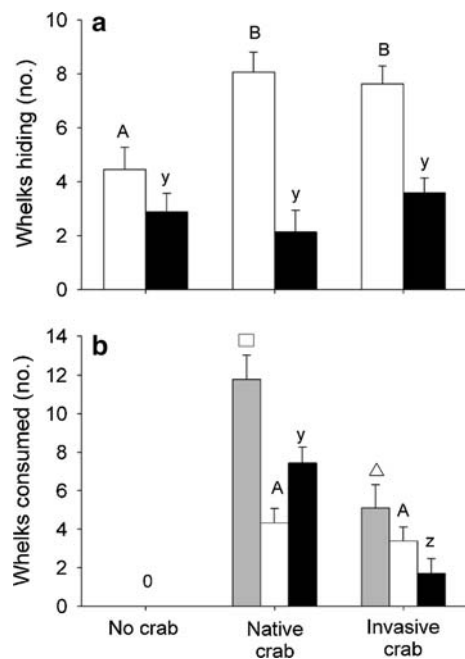 a
Whelks hiding (no.)
10
8
6
4
2
0
A
y
B
y
B
y
b
Whelks consumed (no.)
14
12
10
8
6
4
2
0
0
A
y
A
z
No crab
Native crab
Invasive crab